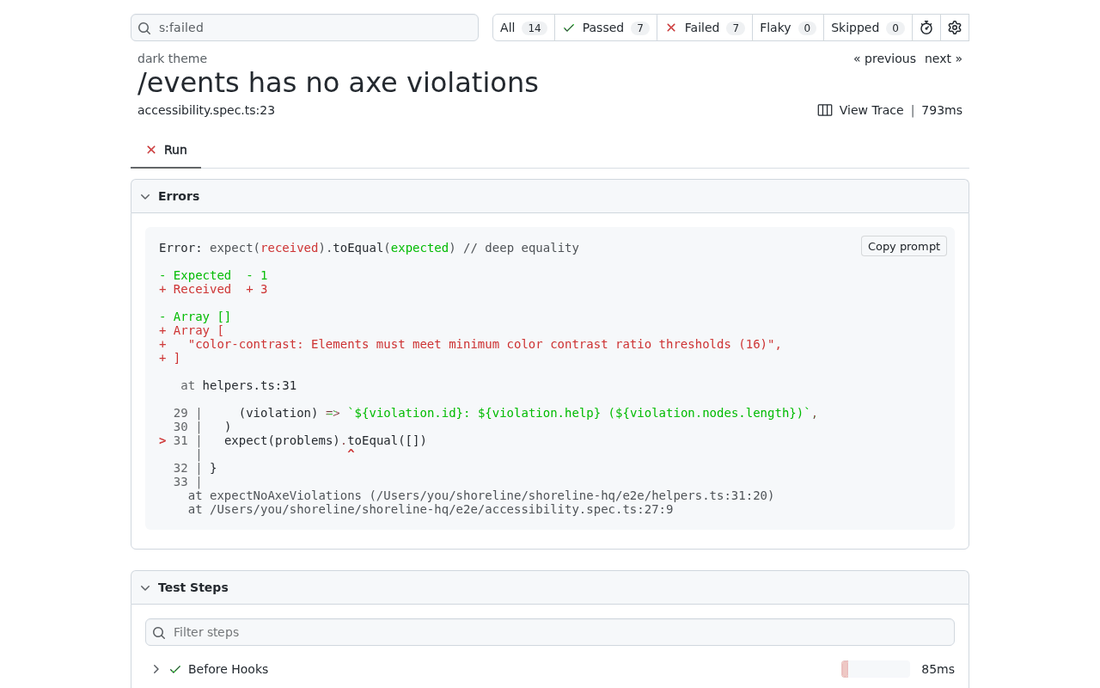 s:failed
All 14 Passed 7 Failed 7 Flaky 0 Skipped 0
dark theme
« previous next »
/events has no axe violations
accessibility.spec.ts:23
View Trace | 793ms
Run
Errors
Copy prompt
Error: expect(received).toEqual(expected) // deep equality
- Expected - 1
+ Received + 3
- Array []
+ Array [
+ "color-contrast: Elements must meet minimum color contrast ratio thresholds (16)",
+ ]
at helpers.ts:31
29 | (violation) => `${violation.id}: ${violation.help} (${violation.nodes.length})`,
30 | )
> 31 | expect(problems).toEqual([])
| ^
32 | }
33 |
at expectNoAxeViolations (/Users/you/shoreline/shoreline-hq/e2e/helpers.ts:31:20)
at /Users/you/shoreline/shoreline-hq/e2e/accessibility.spec.ts:27:9
Test Steps
Filter steps
Before Hooks 85ms